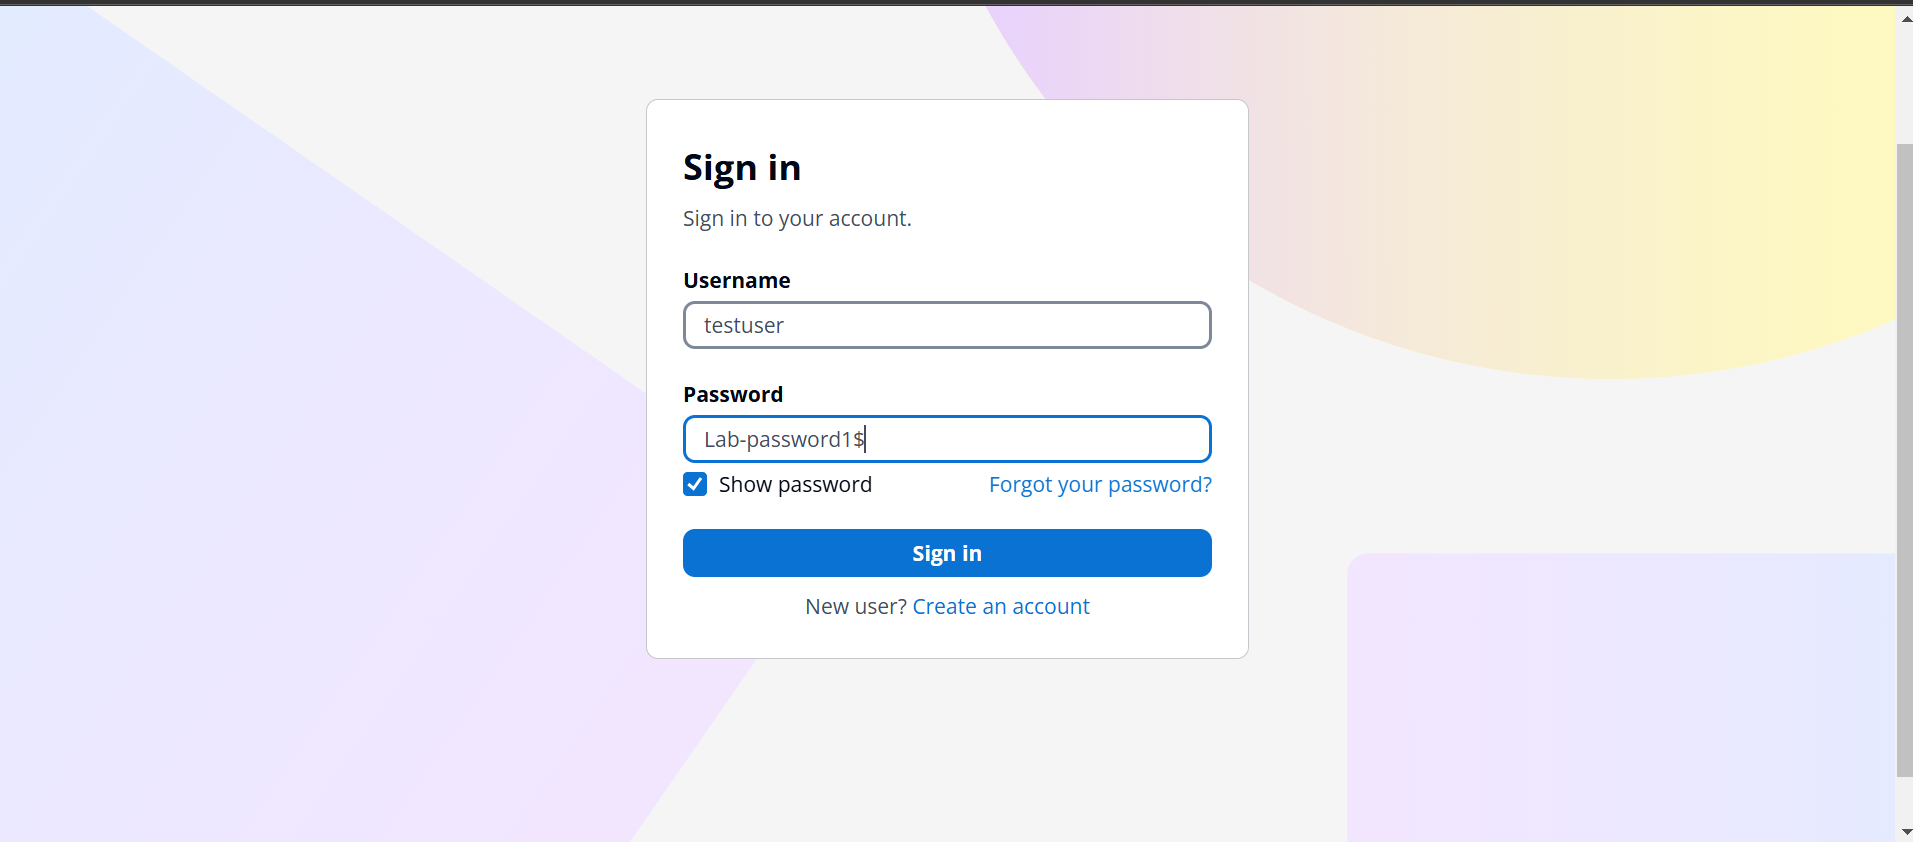 Sign in
Sign in to your account.
Username
testuser
Password
Lab-password1$
Show password Forgot your password?
Sign in
New user? Create an account